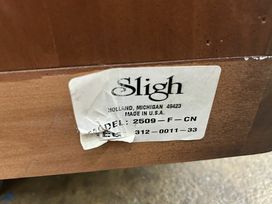 Sligh
HOLLAND, MICHIGAN 49423
MADE IN U.S.A.
MODEL: 2509-F-CN
312-0011-33